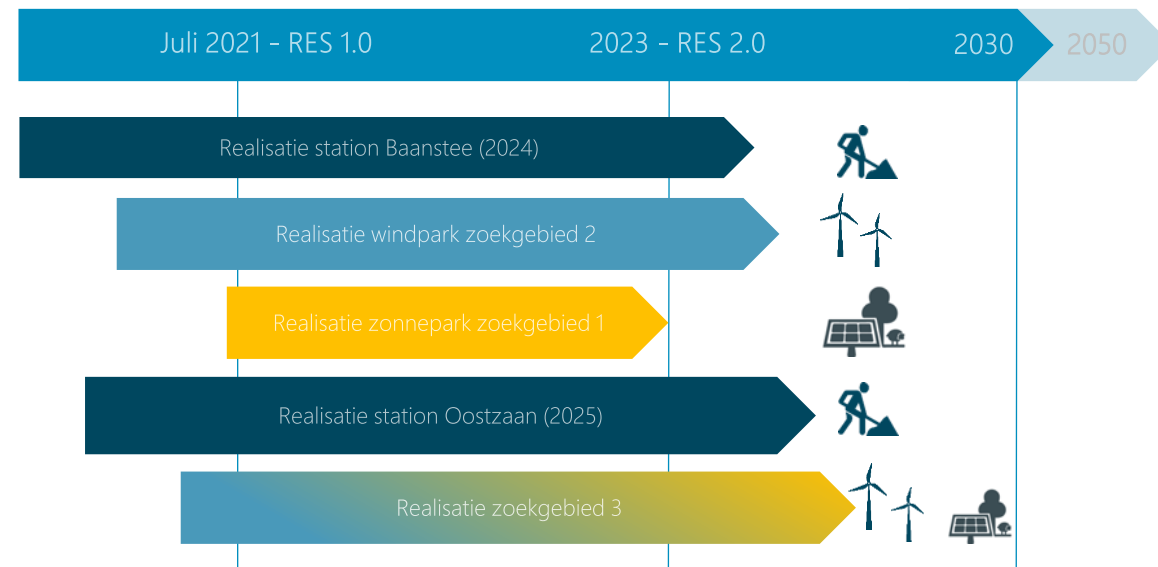 Juli 2021 - RES 1.0
2023 - RES 2.0
2030
2050
Realisatie station Baanstee (2024)
Realisatie windpark zoekgebied 2
Realisatie zonnepark zoekgebied 1
Realisatie station Oostzaan (2025)
Realisatie zoekgebied 3